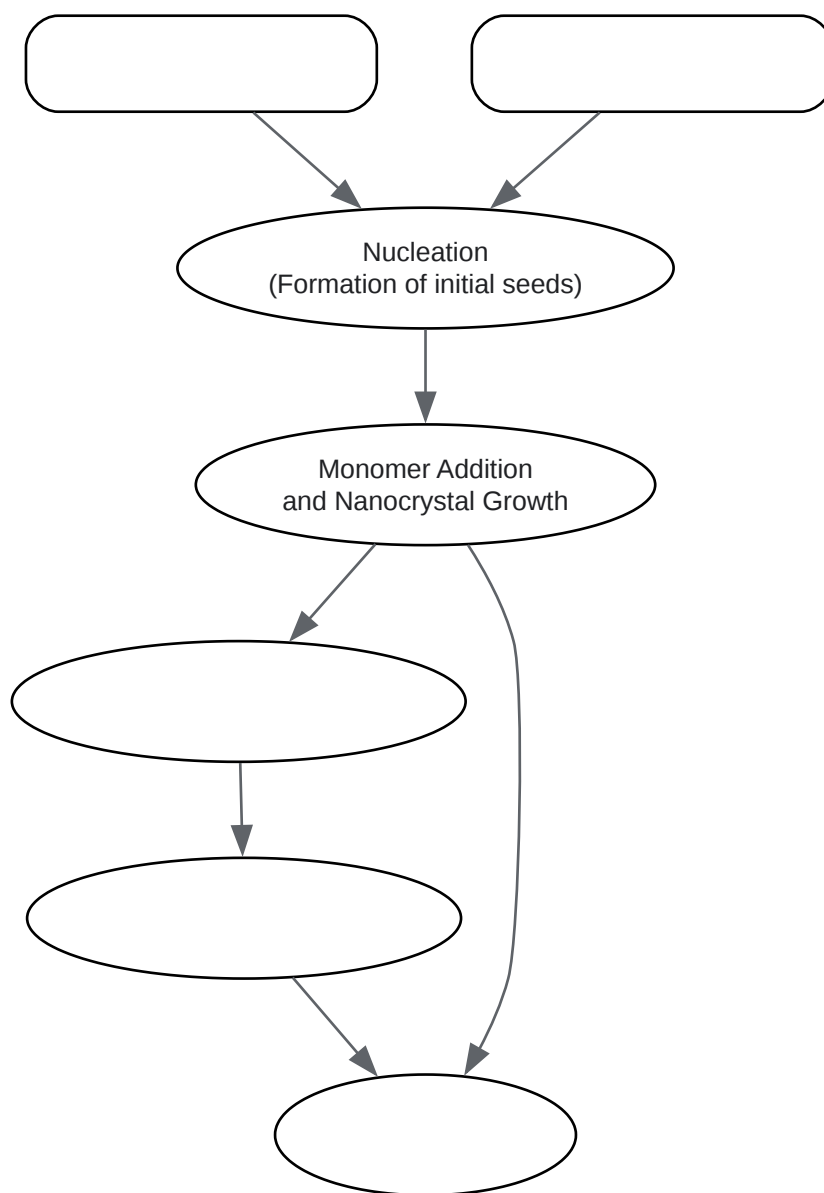 Nucleation
(Formation of initial seeds)
Monomer Addition
and Nanocrystal Growth